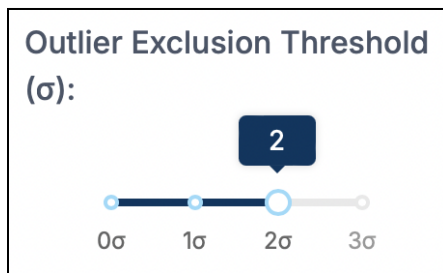 Outlier Exclusion Threshold
(σ):
2
0σ 1σ 2σ 3σ